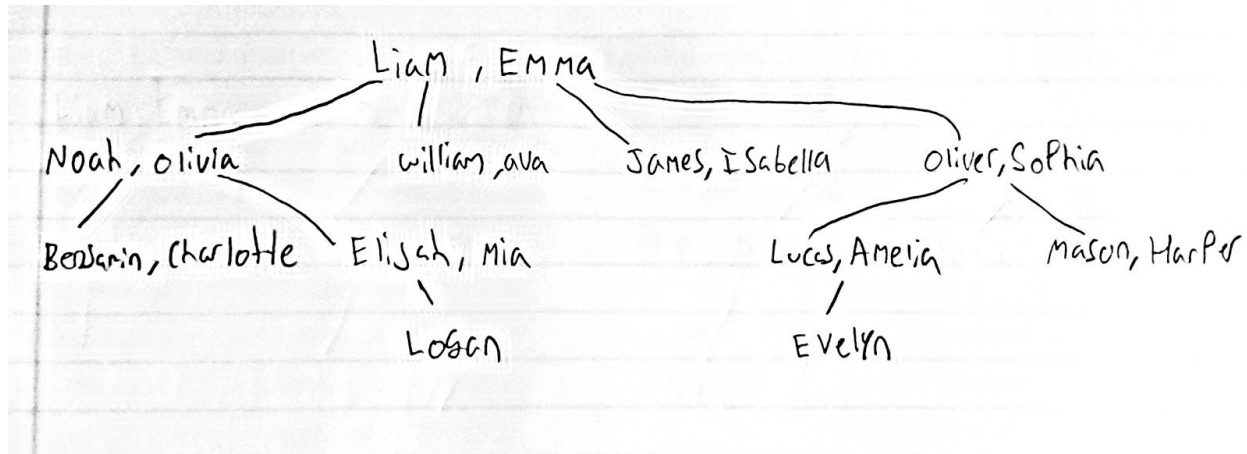 Liam , Emma
Noah , olivia william , ava James, Isabella oliver, Sophia
Benjamin, Charlotte Elijah, Mia Lucas, Amelia Mason, Harper
Logan Evelyn